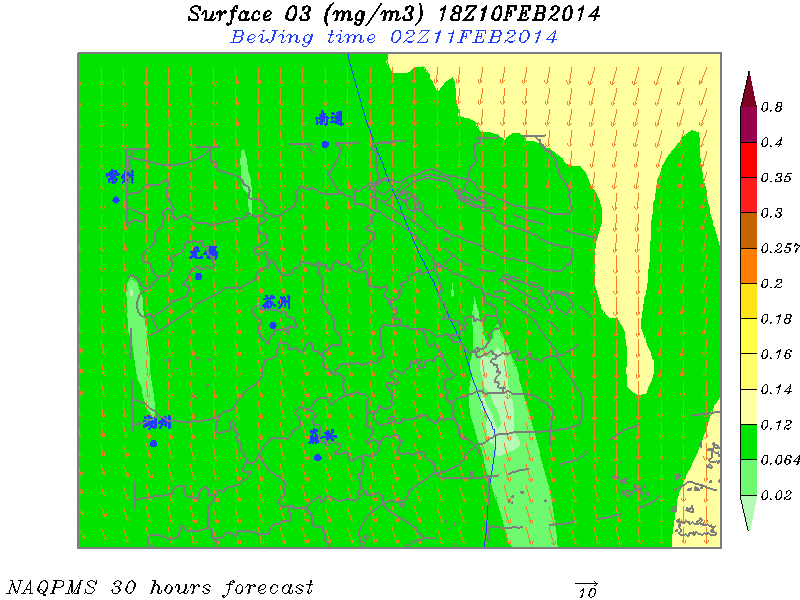 Surface O3 (mg/m3) 18Z10FEB2014
BeiJing time 02Z11FEB2014
南通
常州
无锡
苏州
湖州
嘉兴
0.8
0.4
0.35
0.3
0.257
0.2
0.18
0.16
0.14
0.12
0.064
0.02
NAQPMS 30 hours forecast
10